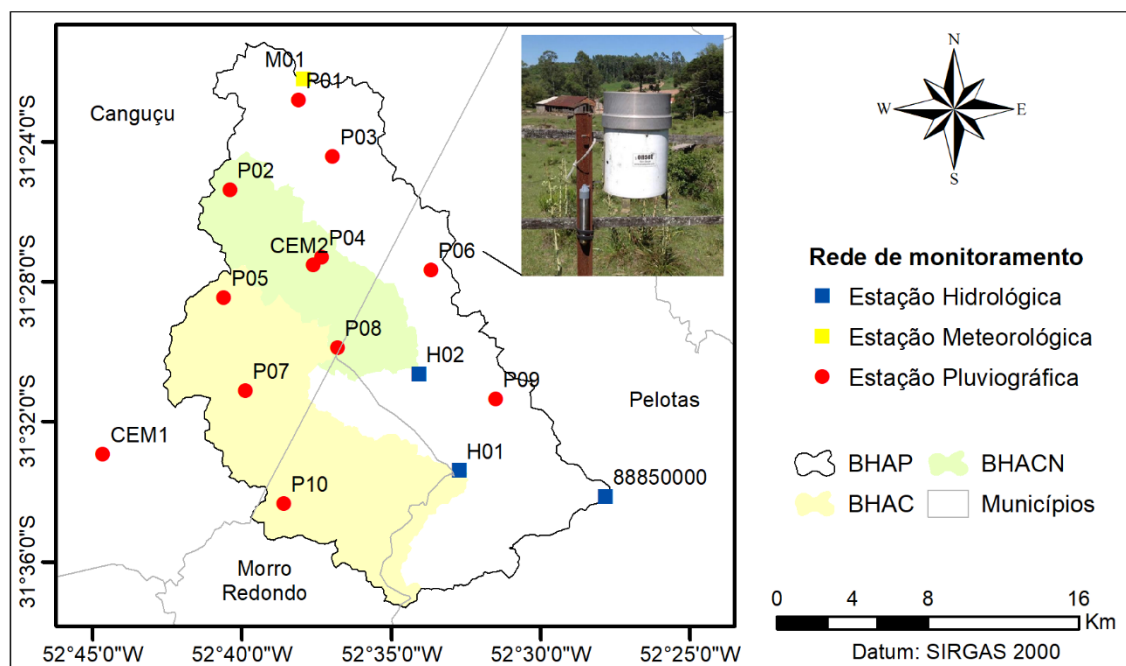 M01
P01
Canguçu
P03
P02
CEM2
P04
P06
P05
P08
H02
P07
P09
Pelotas
CEM1
H01
88850000
P10
Morro
Redondo
31°24'0"S
31°28'0"S
31°32'0"S
31°36'0"S
52°45'0"W
52°40'0"W
52°35'0"W
52°30'0"W
52°25'0"W
onset
N
W
E
S
Rede de monitoramento
Estação Hidrológica
Estação Meteorológica
Estação Pluviográfica
BHAP
BHACN
BHAC
Municípios
0 4 8 16
Km
Datum: SIRGAS 2000